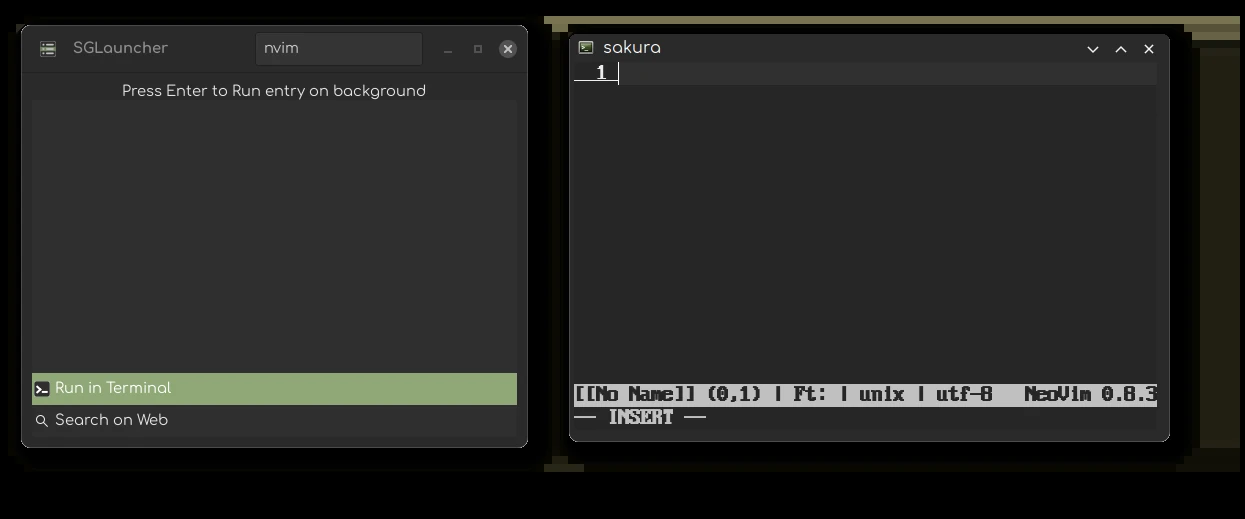 SGLauncher
nvim
Press Enter to Run entry on background
Run in Terminal
Search on Web
sakura
1
[[No Name]] (0,1) | Ft: | unix | utf-8 NeoVim 0.8.3
-- INSERT --